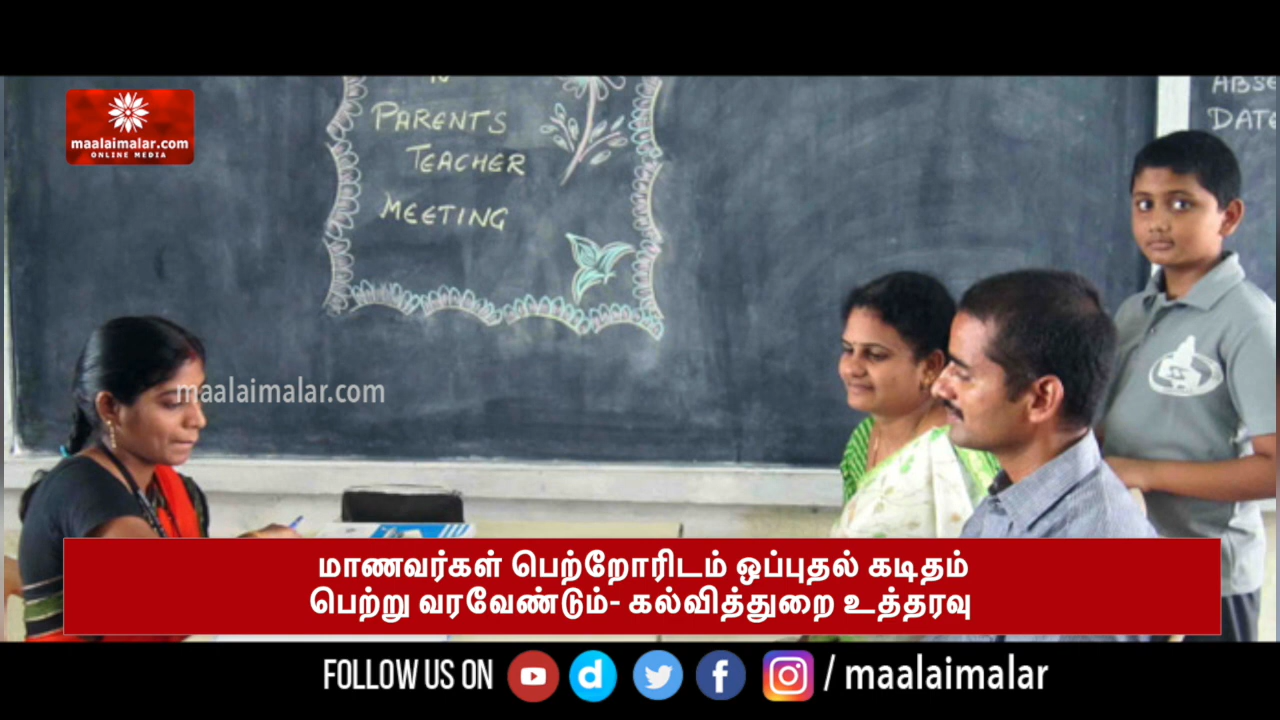 maalaimalar.com
ONLINE MEDIA
PARENTS
TEACHER
MEETING
ABSE
DATE
maalaimalar.com
மாணவர்கள் பெற்றோரிடம் ஒப்புதல் கடிதம்
பெற்று வரவேண்டும்- கல்வித்துறை உத்தரவு
FOLLOW US ON
/ maalaimalar